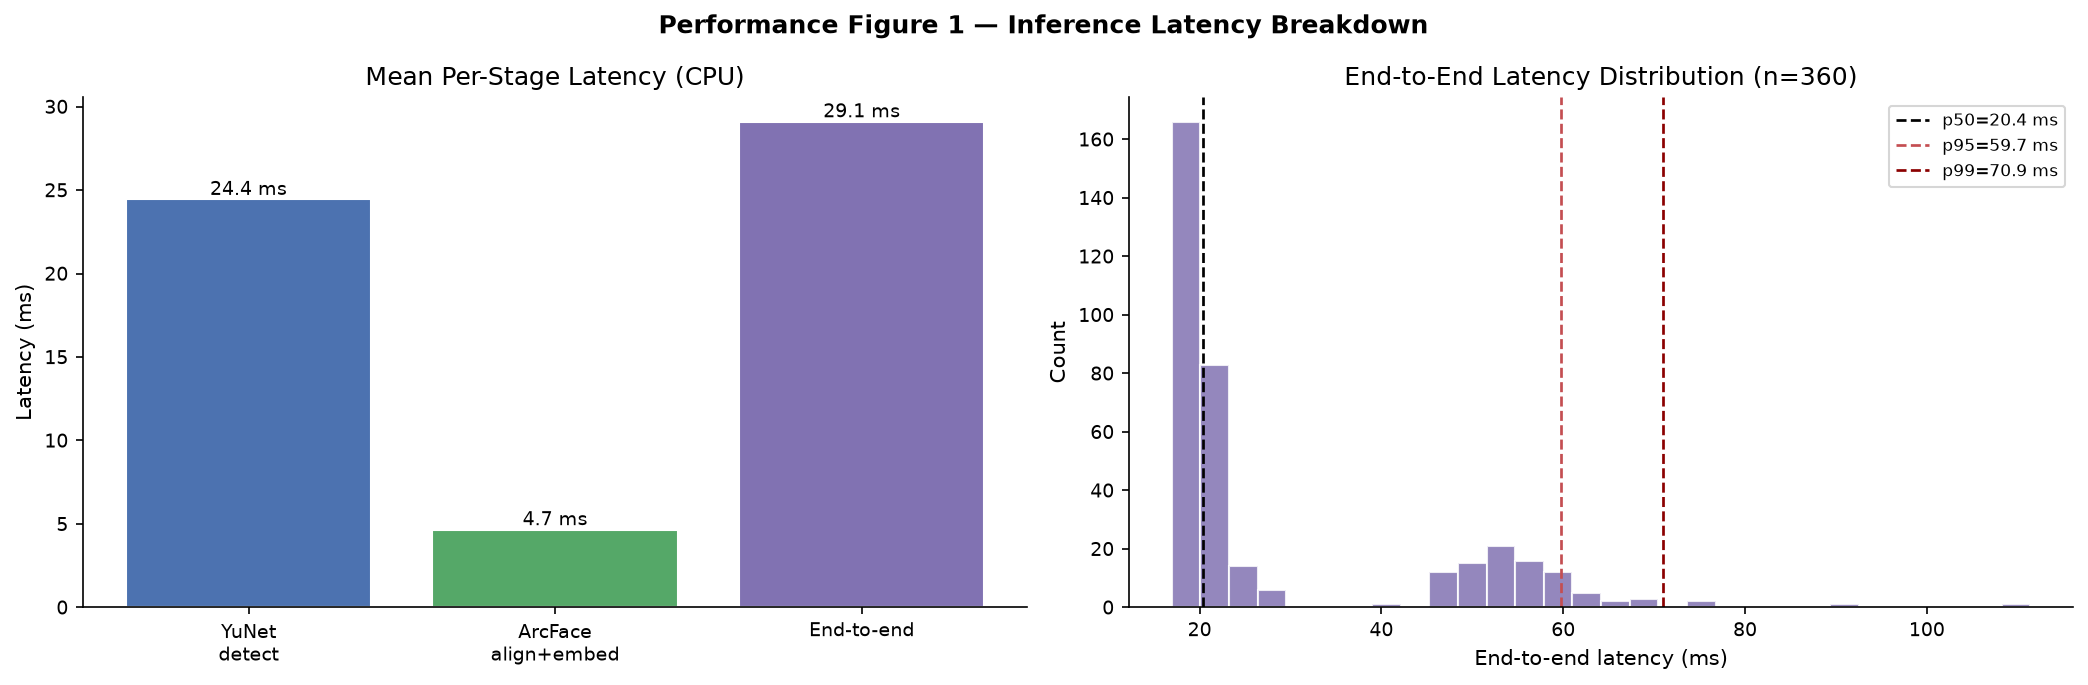 Performance Figure 1 — Inference Latency Breakdown
Mean Per-Stage Latency (CPU)
Latency (ms)
30
25
20
15
10
5
0
24.4 ms
4.7 ms
29.1 ms
YuNet
detect
ArcFace
align+embed
End-to-end
End-to-End Latency Distribution (n=360)
Count
160
140
120
100
80
60
40
20
0
p50=20.4 ms
p95=59.7 ms
p99=70.9 ms
20
40
60
80
100
End-to-end latency (ms)